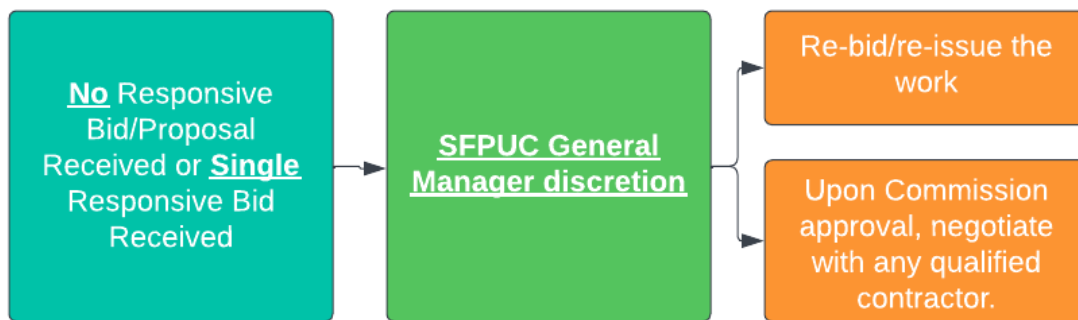 No Responsive
Bid/Proposal
Received or Single
Responsive Bid
Received
SFPUC General
Manager discretion
Re-bid/re-issue the
work
Upon Commission
approval, negotiate
with any qualified
contractor.